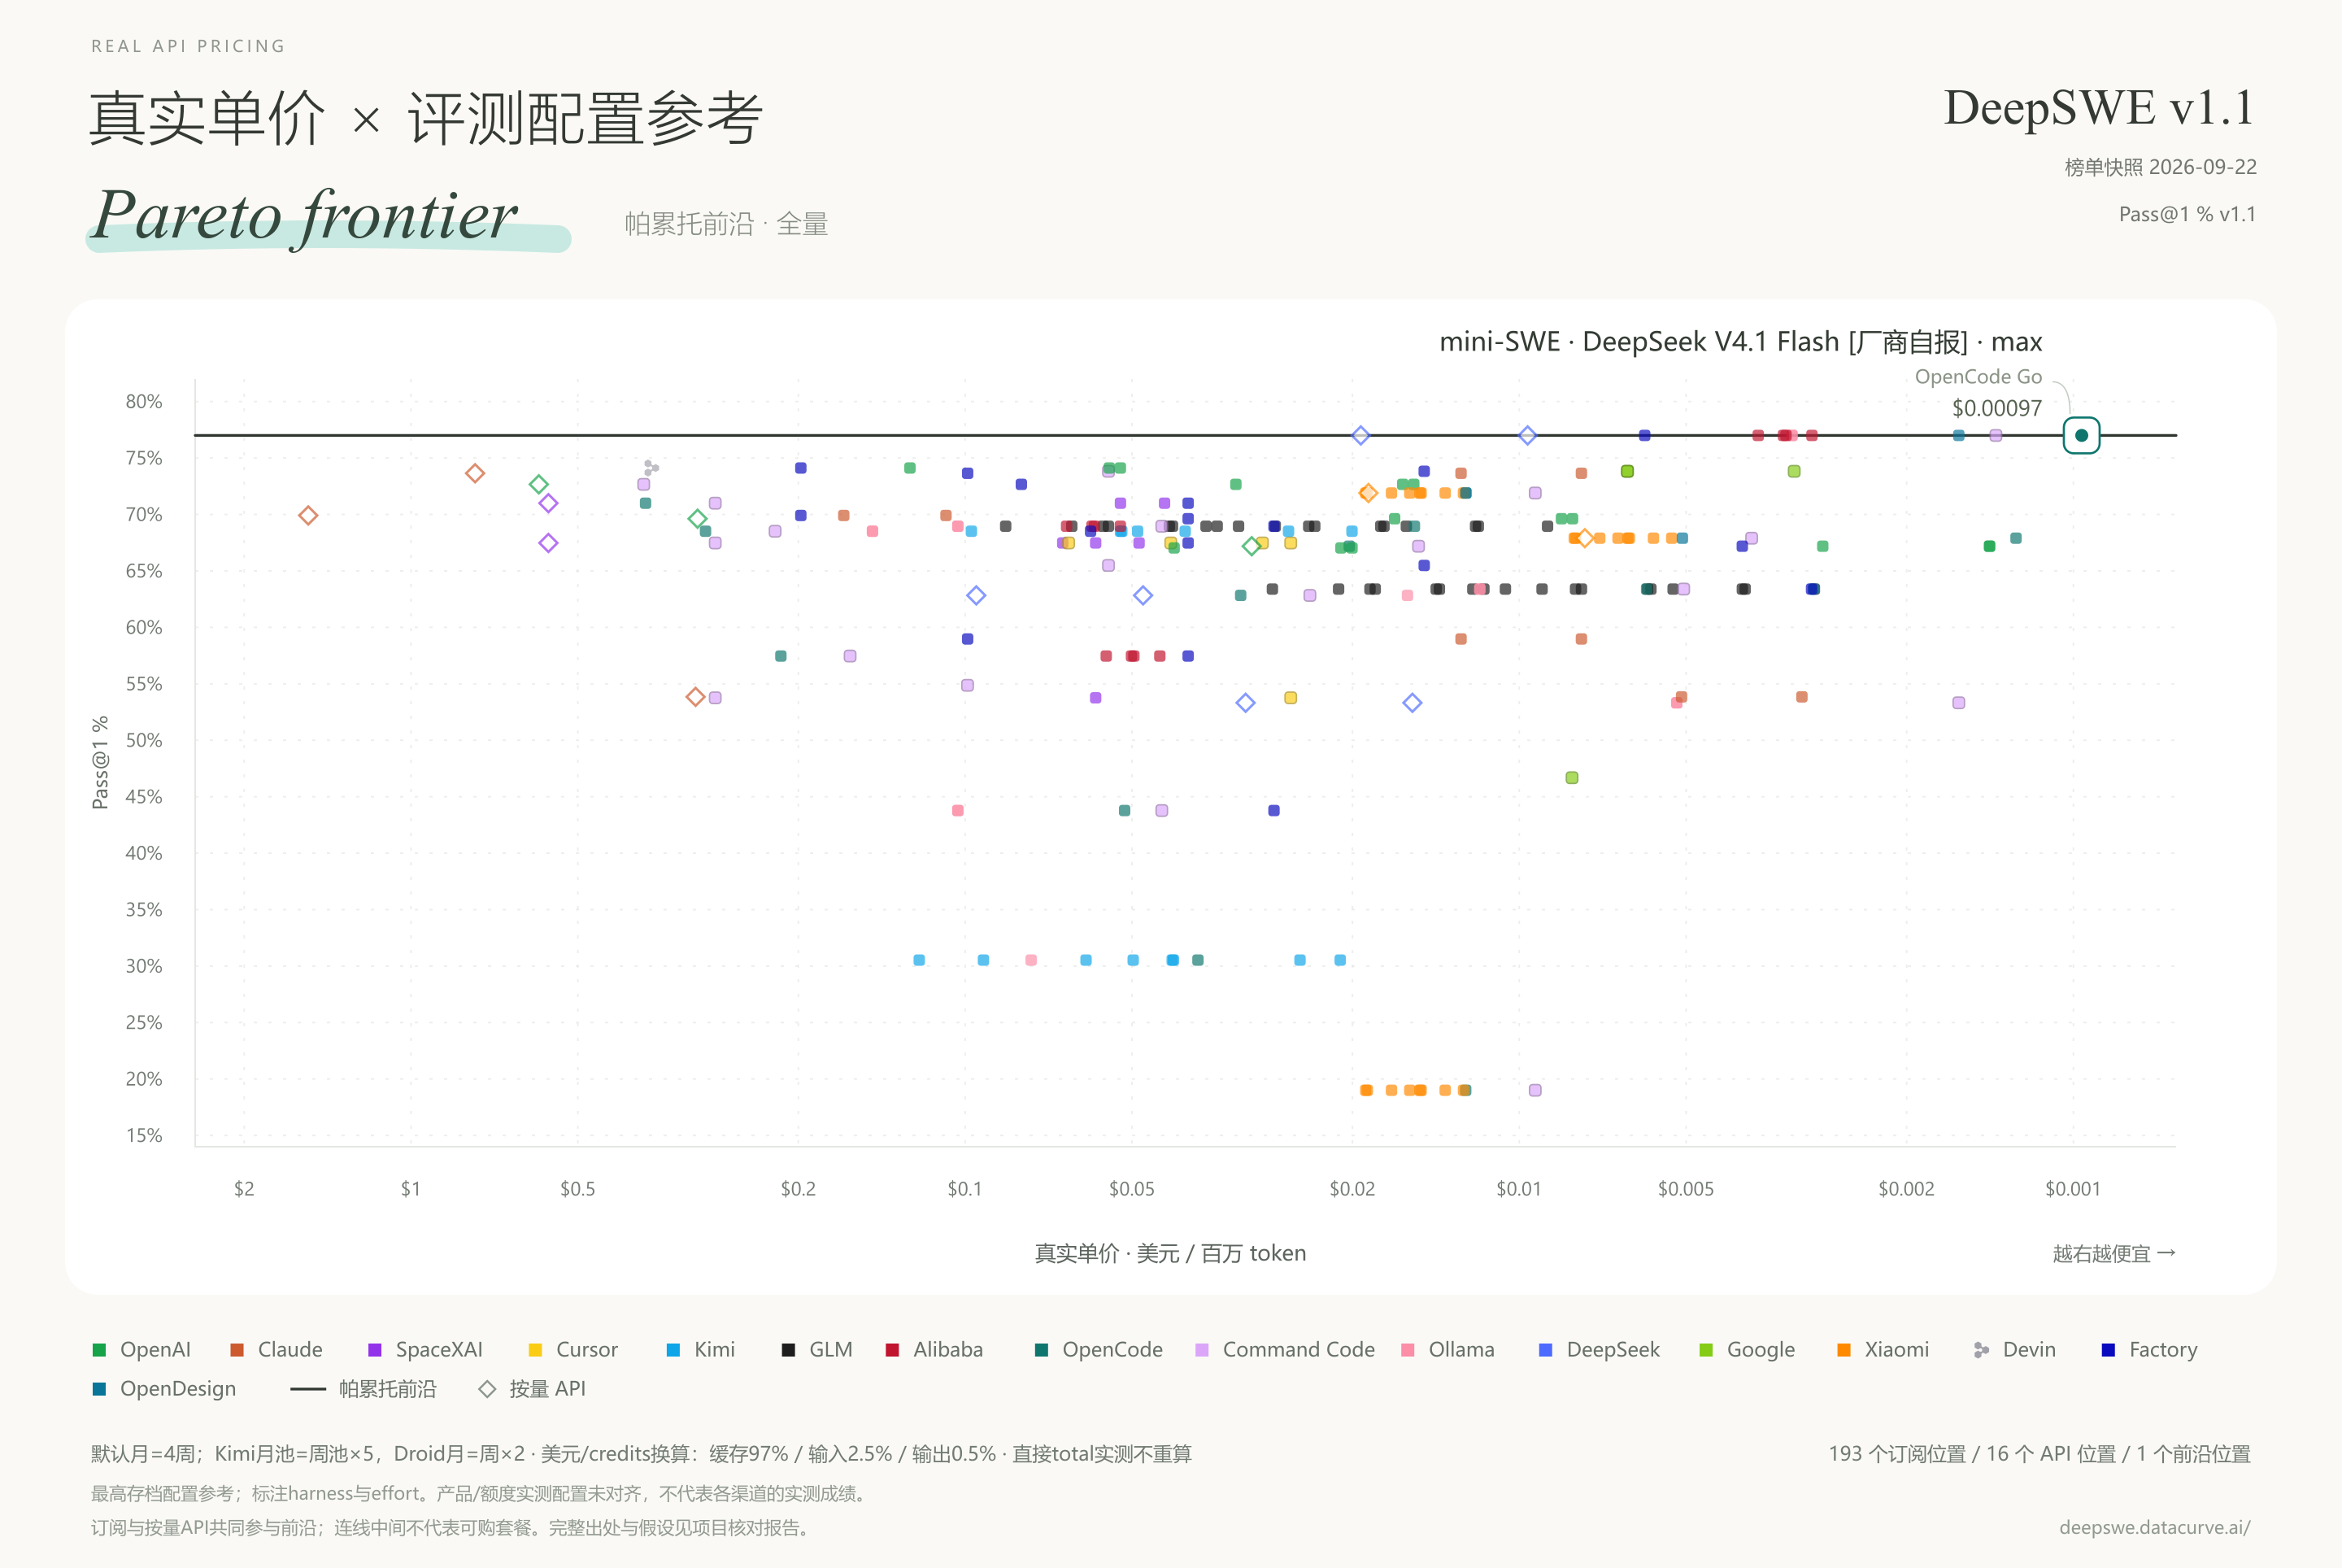 REAL API PRICING
真实单价 × 评测配置参考
Pareto frontier
帕累托前沿 · 全量
DeepSWE v1.1
榜单快照 2026-09-22
Pass@1 % v1.1
mini-SWE · DeepSeek V4.1 Flash [厂商自报] · max
OpenCode Go
$0.00097
80%
75%
70%
65%
60%
55%
50%
45%
40%
35%
30%
25%
20%
15%
Pass@1 %
$2 $1 $0.5 $0.2 $0.1 $0.05 $0.02 $0.01 $0.005 $0.002 $0.001
真实单价 · 美元 / 百万 token
越右越便宜 →
OpenAI Claude SpaceXAI Cursor Kimi GLM Alibaba OpenCode Command Code Ollama DeepSeek Google Xiaomi Devin Factory
OpenDesign 帕累托前沿 按量 API
默认月=4周；Kimi月池=周池×5，Droid月=周×2 · 美元/credits换算：缓存97% / 输入2.5% / 输出0.5% · 直接total实测不重算
193 个订阅位置 / 16 个 API 位置 / 1 个前沿位置
最高存档配置参考；标注harness与effort。产品/额度实测配置未对齐，不代表各渠道的实测成绩。
订阅与按量API共同参与前沿；连线中间不代表可购套餐。完整出处与假设见项目核对报告。
deepswe.datacurve.ai/